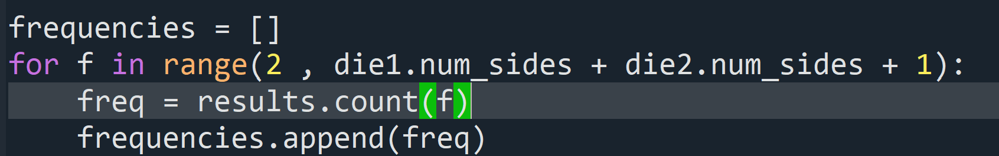 frequencies = []
for f in range(2 , die1.num_sides + die2.num_sides + 1):
    freq = results.count(f)
    frequencies.append(freq)